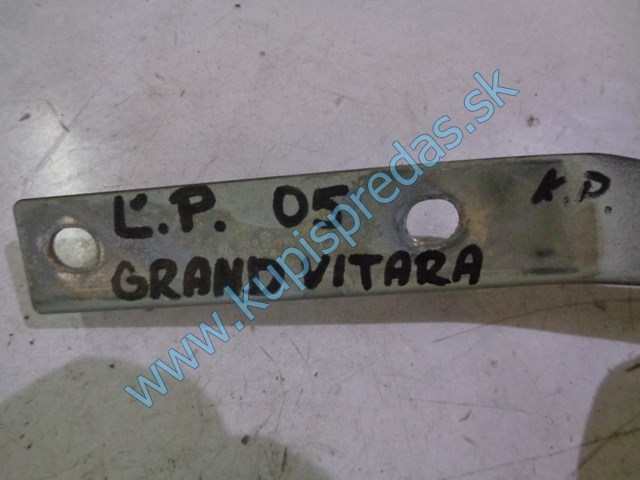 Ľ.P. 05
K.P.
GRAND VITARA
www.kupispredas.sk